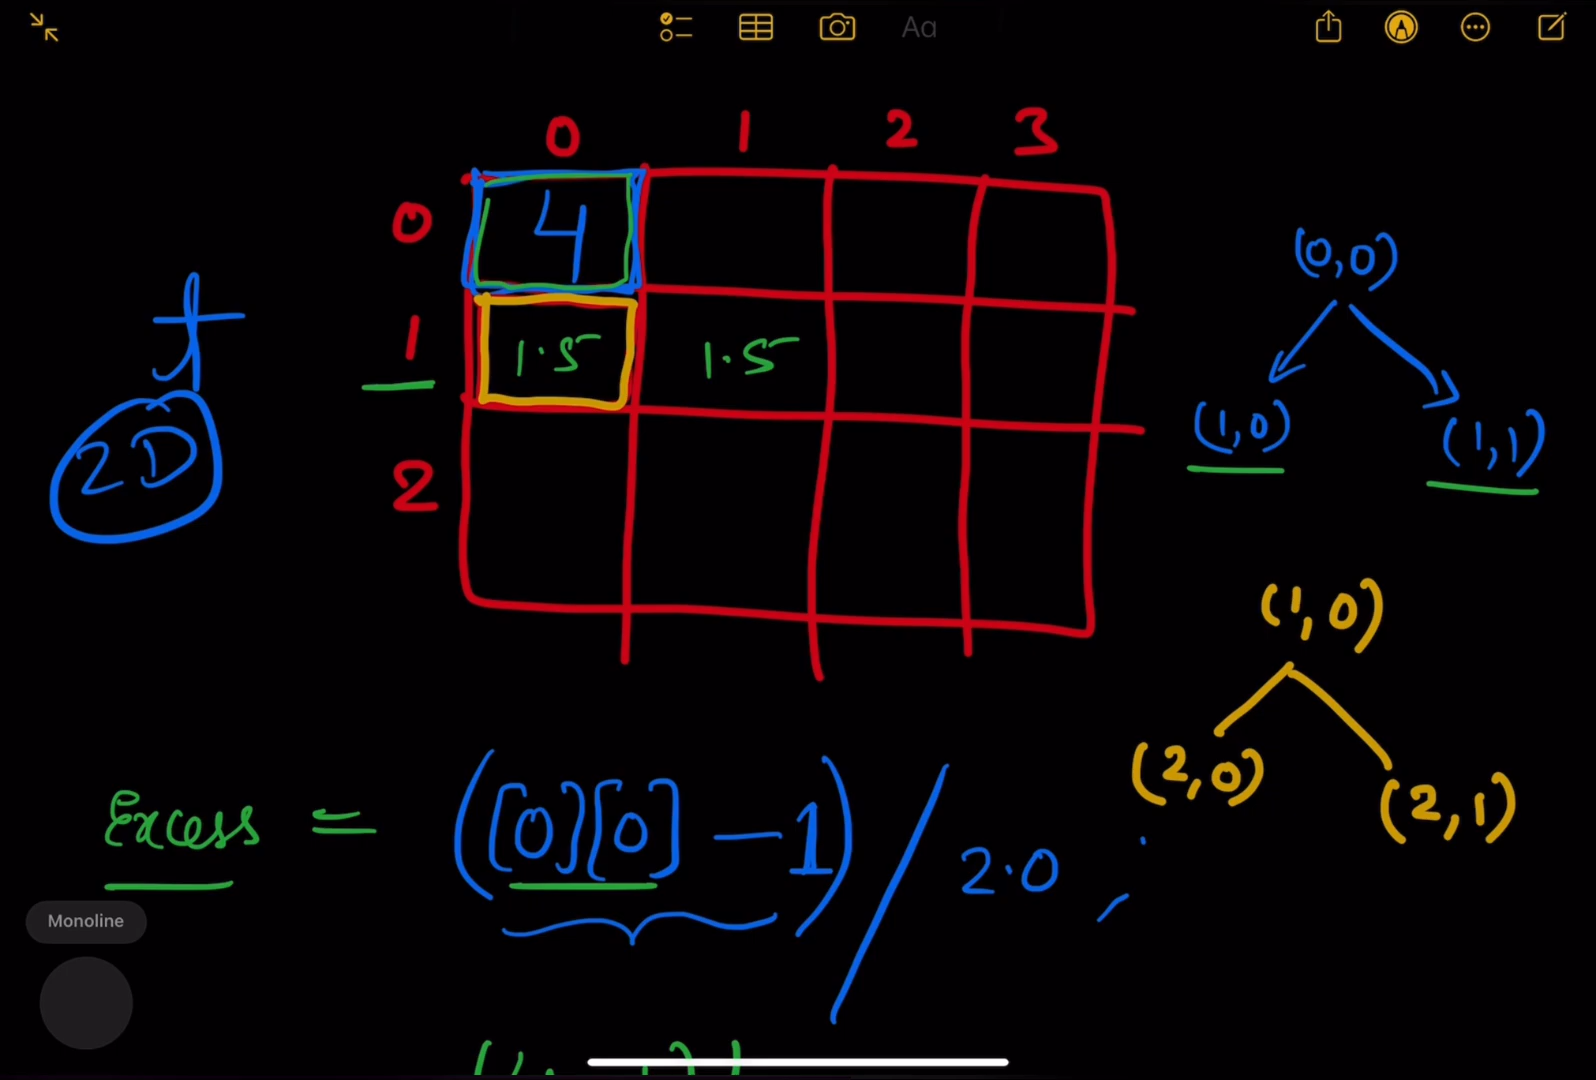 Aa
0 1 2 3
0 4
1 1.5 1.5
2
2D
(0,0)
(1,0) (1,1)
(1,0)
(2,0) (2,1)
Excess = ([0][0] - 1) / 2.0 ;
Monoline